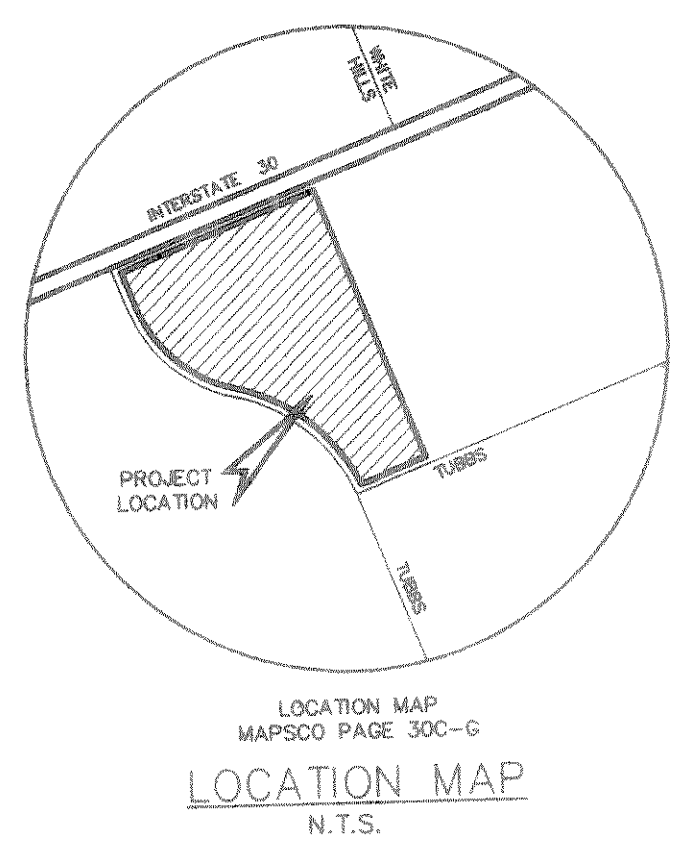 WHITE
HILLS
INTERSTATE 30
PROJECT
LOCATION
TUBBS
TUBBS
LOCATION MAP
MAPSCO PAGE 30C-G
LOCATION MAP
N.T.S.